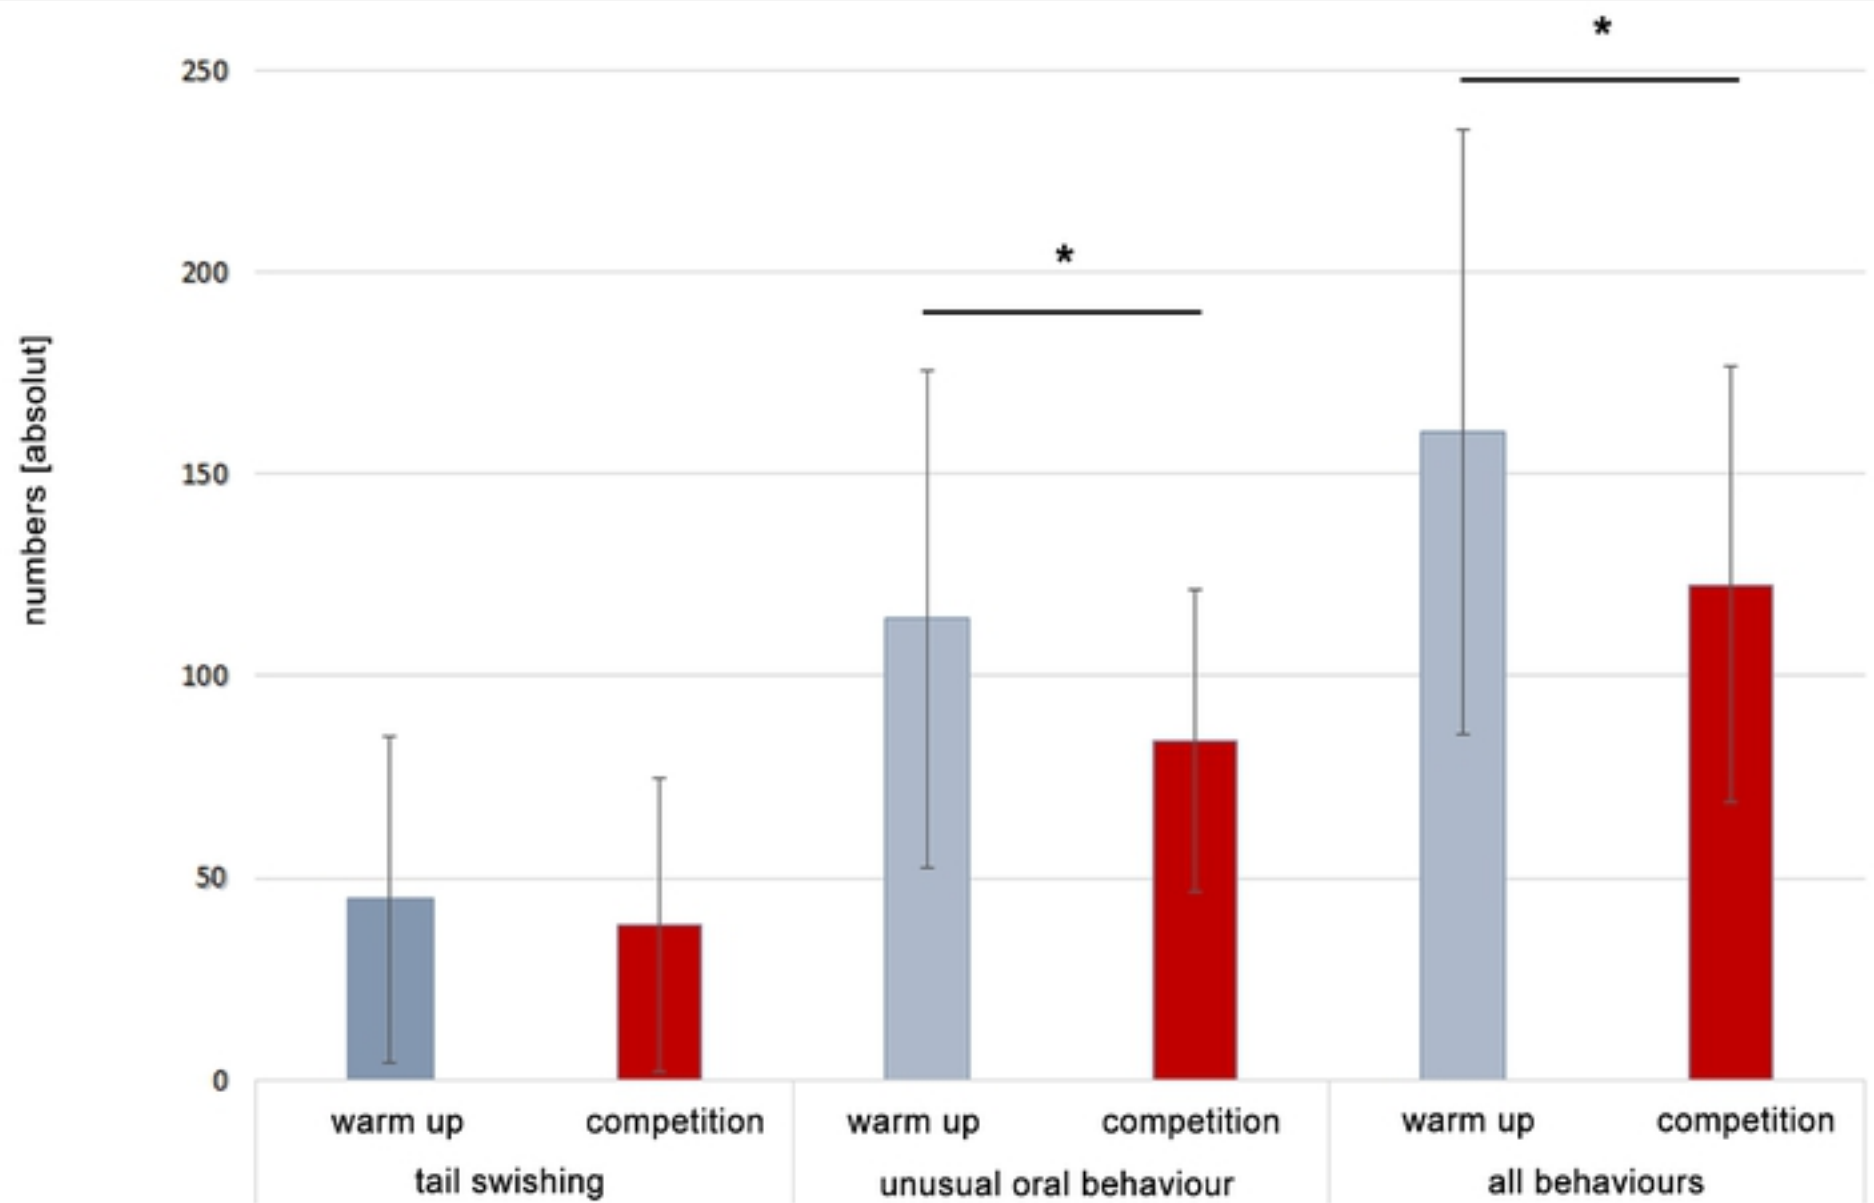 *
250
*
200
150
100
50
0
numbers [absolut]
warm up competition warm up competition warm up competition
tail swishing unusual oral behaviour all behaviours